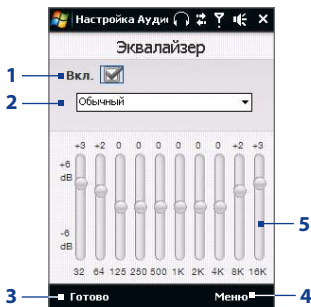 Настройка Аудио
Эквалайзер
1 Вкл.
2 Обычный
+3 +2 0 0 0 0 0 0 +2 +3
+6
dB
5
-6
dB
32 64 125 250 500 1K 2K 4K 8K 16K
3 Готово Меню 4